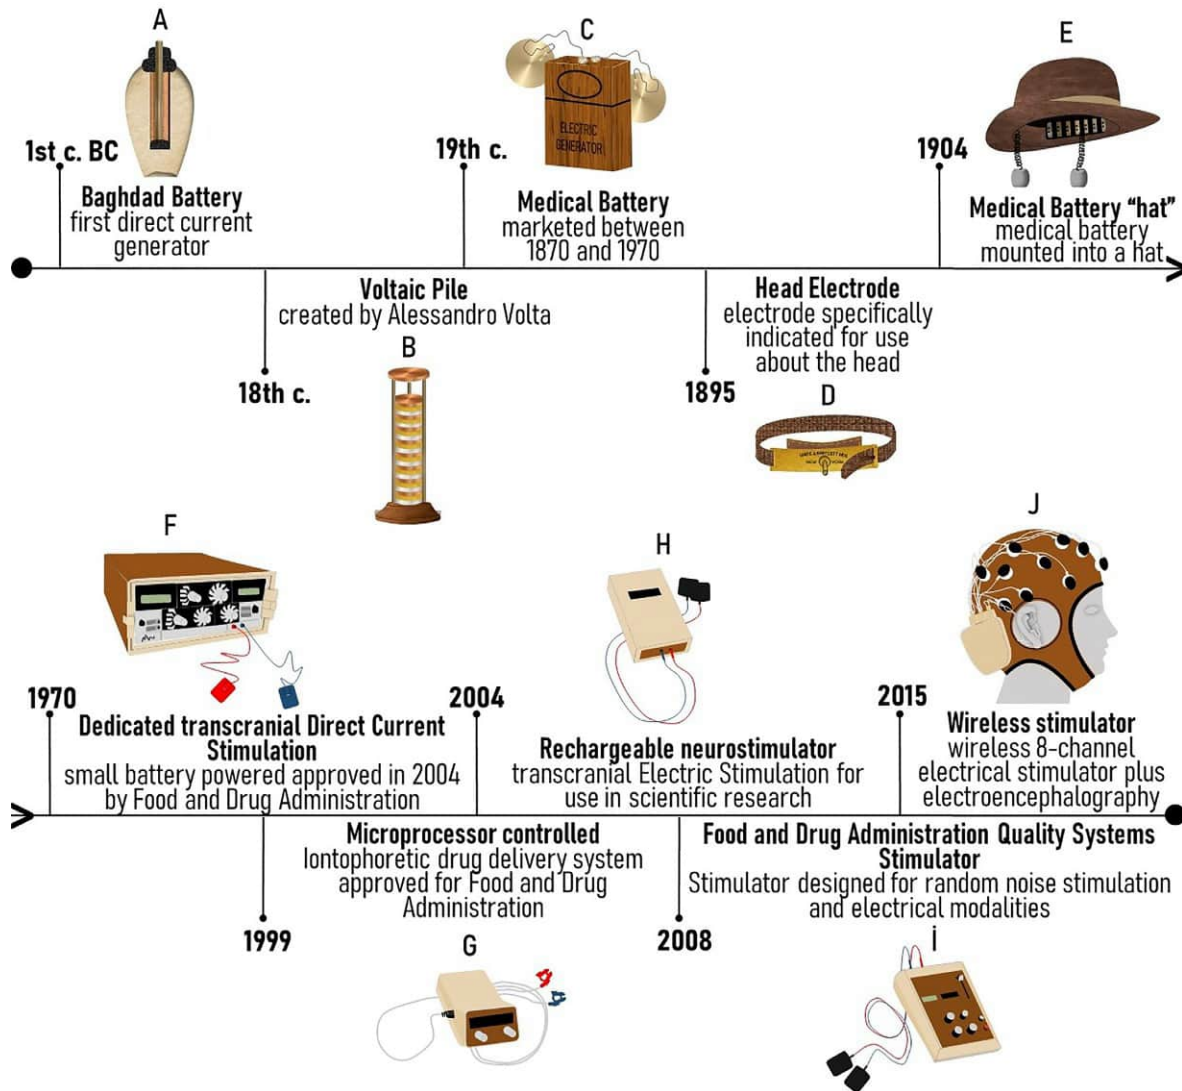 A
1st c. BC
Baghdad Battery
first direct current
generator
C
ELECTRIC
GENERATOR
19th c.
Medical Battery
marketed between
1870 and 1970
E
1904
Medical Battery “hat”
medical battery
mounted into a hat
Voltaic Pile
created by Alessandro Volta
B
18th c.
Head Electrode
electrode specifically
indicated for use
about the head
1895
D
F
1970
Dedicated transcranial Direct Current
Stimulation
small battery powered approved in 2004
by Food and Drug Administration
H
2004
Rechargeable neurostimulator
transcranial Electric Stimulation for
use in scientific research
J
2015
Wireless stimulator
wireless 8-channel
electrical stimulator plus
electroencephalography
Microprocessor controlled
Iontophoretic drug delivery system
approved for Food and Drug
Administration
1999
G
Food and Drug Administration Quality Systems
Stimulator
Stimulator designed for random noise stimulation
and electrical modalities
2008
i